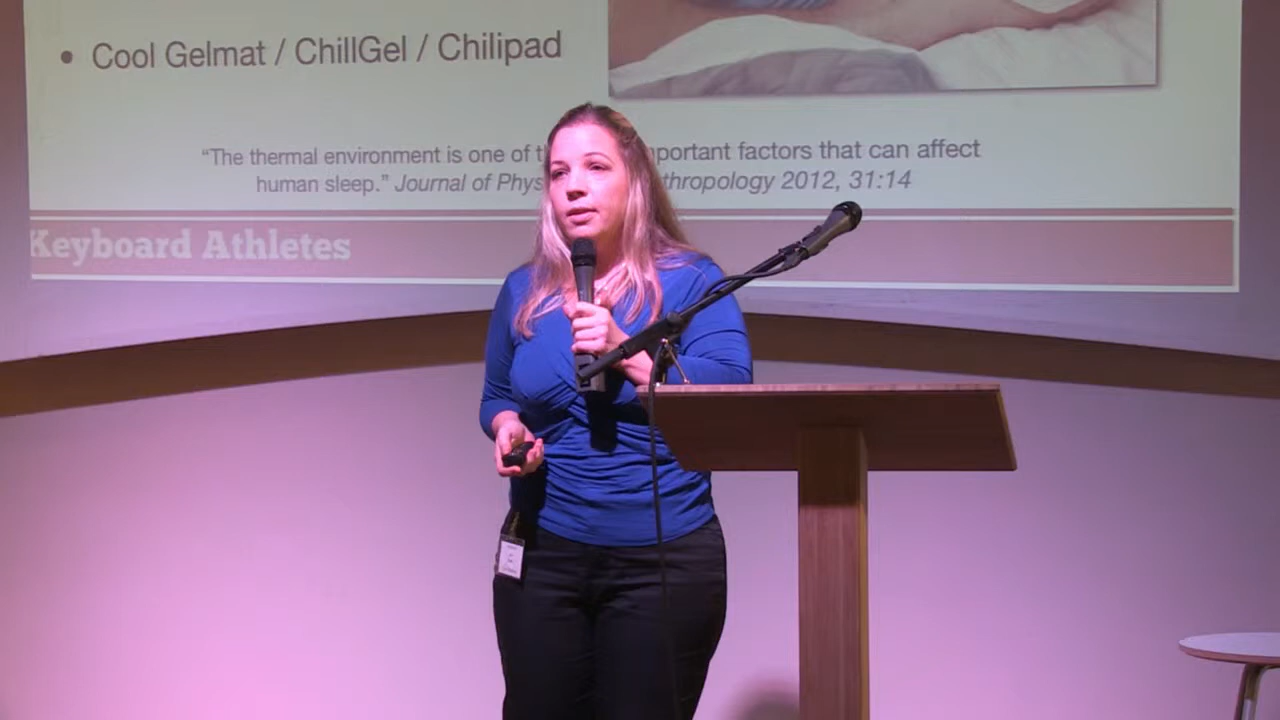 • Cool Gelmat / ChillGel / Chilipad
“The thermal environment is one of t portant factors that can affect
human sleep.” Journal of Phys thropology 2012, 31:14
Keyboard Athletes